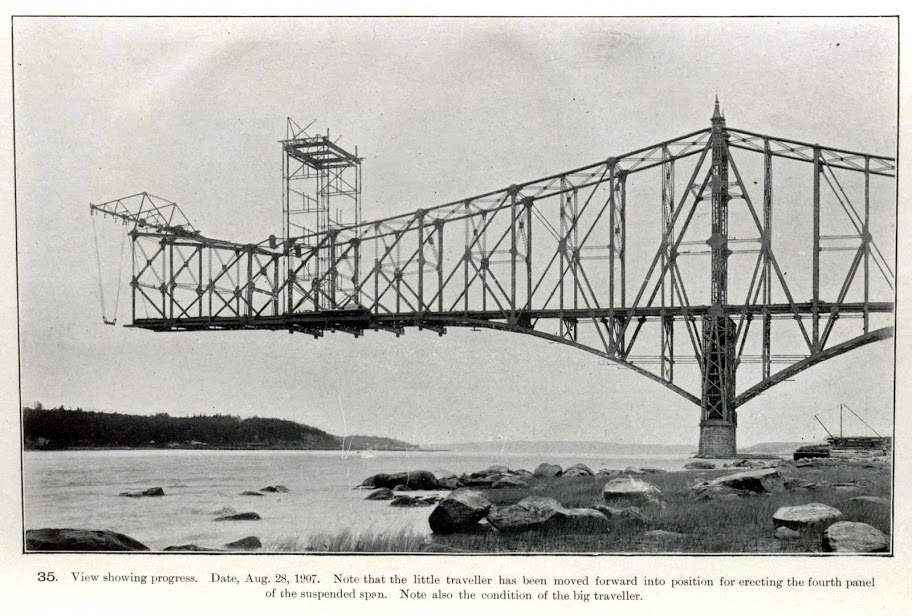 35. View showing progress. Date, Aug. 28, 1907. Note that the little traveller has been moved forward into position for erecting the fourth panel
of the suspended span. Note also the condition of the big traveller.